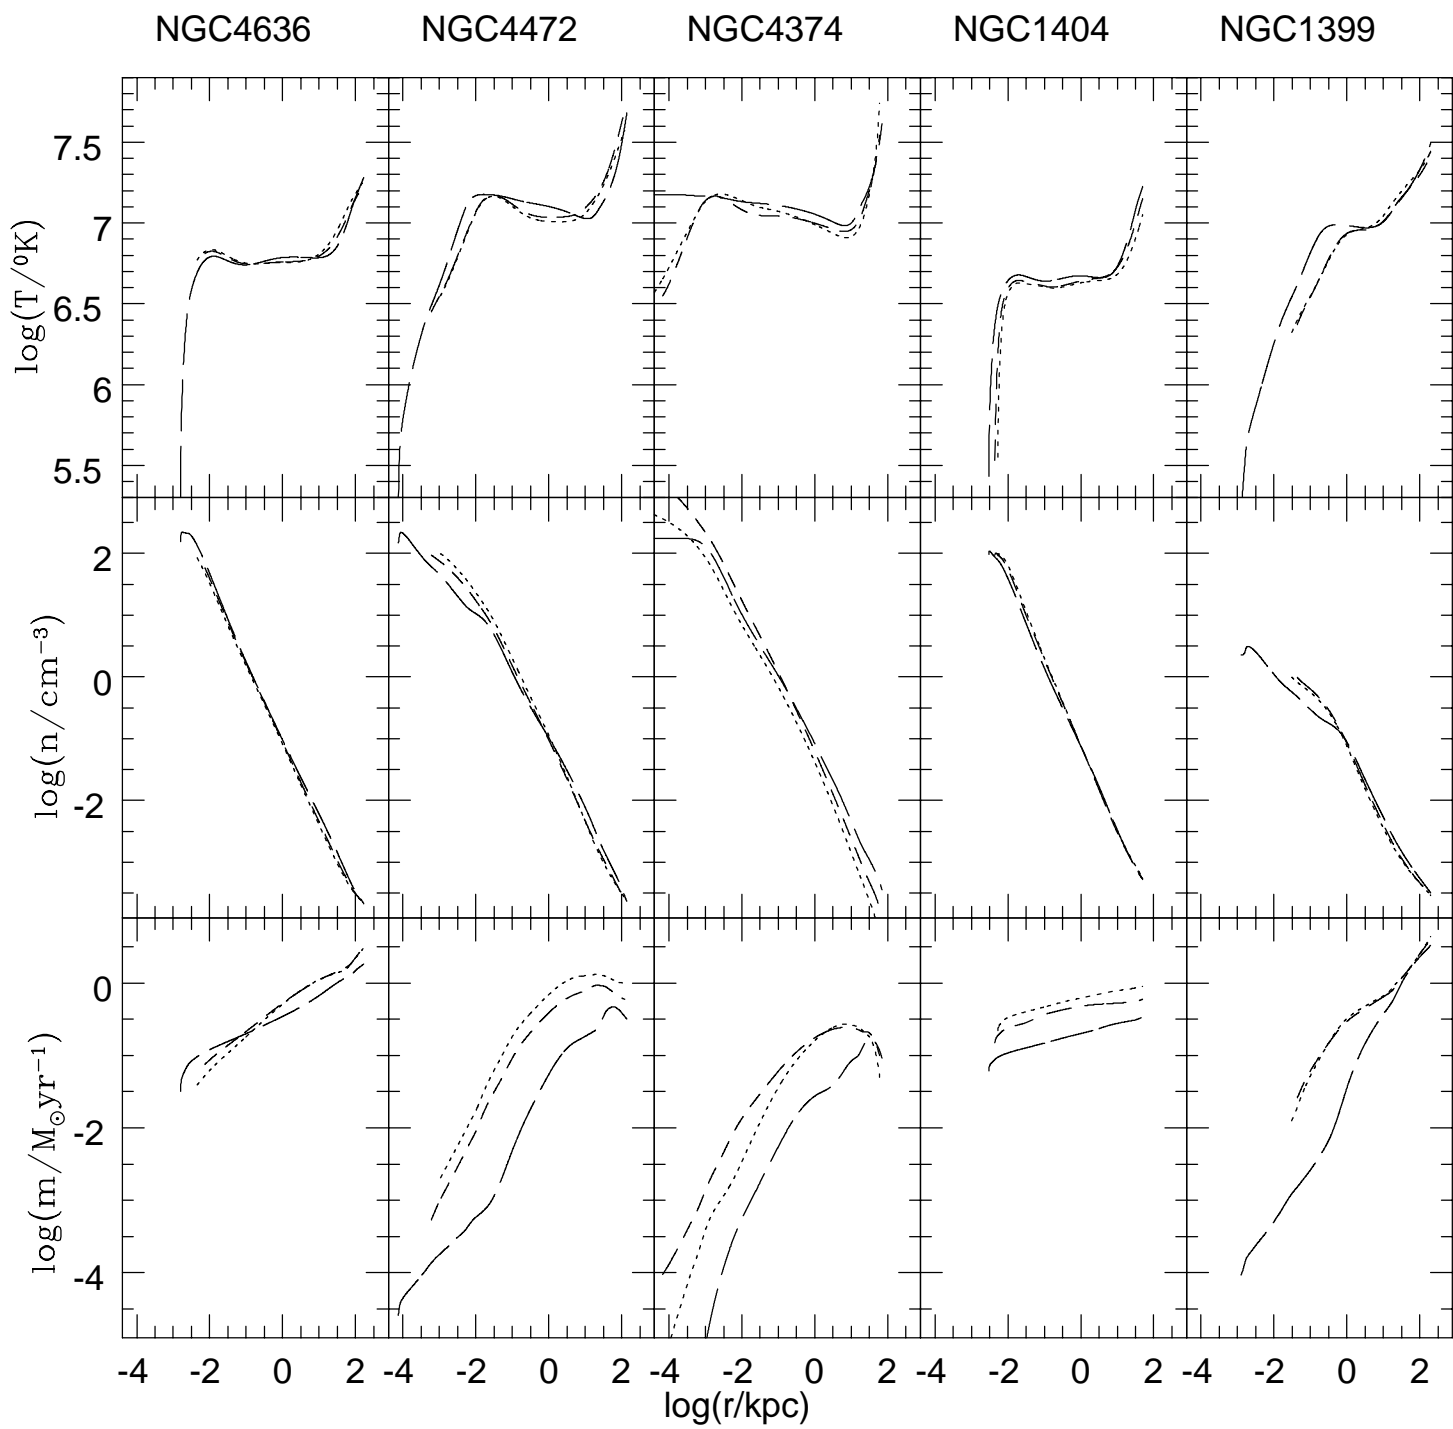 NGC4636 NGC4472 NGC4374 NGC1404 NGC1399
log(T/⁰K)
7.5
7
6.5
6
5.5
log(n/cm⁻³)
2
0
-2
log(m/M☉yr⁻¹)
0
-2
-4
-4 -2 0 2 -4 -2 0 2 -4 -2 0 2 -4 -2 0 2 -4 -2 0 2
log(r/kpc)